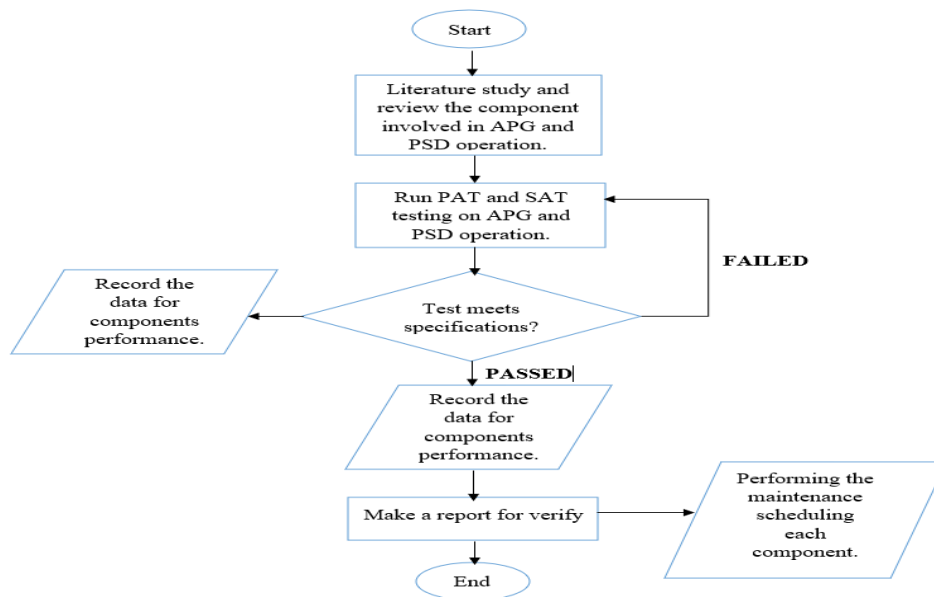 Start
Literature study and
review the component
involved in APG and
PSD operation.
Run PAT and SAT
testing on APG and
PSD operation.
FAILED
Record the
data for
components
performance.
Test meets
specifications?
PASSED
Record the
data for
components
performance.
Performing the
maintenance
scheduling
each
component.
Make a report for verify
End